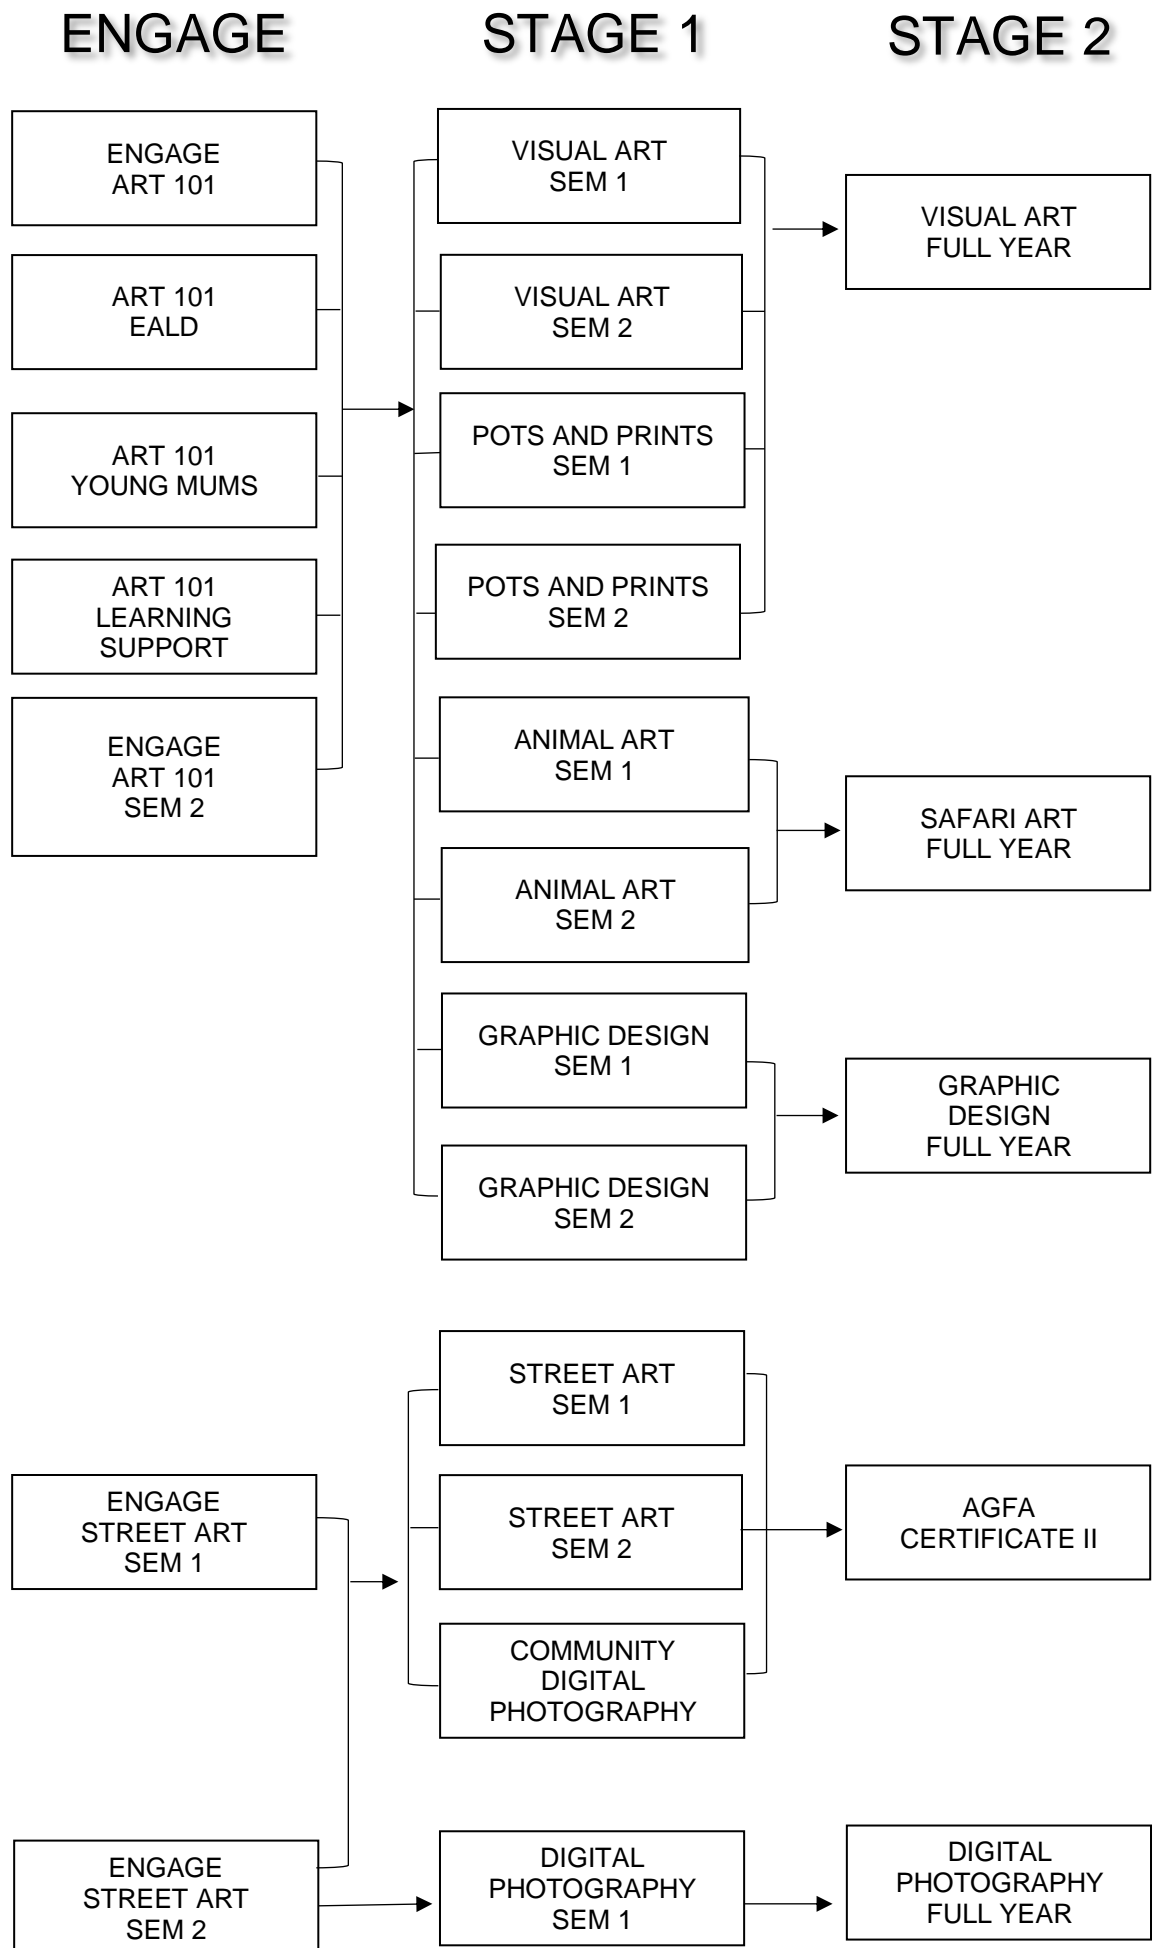 ENGAGE
STAGE 1
STAGE 2
ENGAGE
ART 101
ART 101
EALD
ART 101
YOUNG MUMS
ART 101
LEARNING
SUPPORT
ENGAGE
ART 101
SEM 2
VISUAL ART
SEM 1
VISUAL ART
SEM 2
POTS AND PRINTS
SEM 1
POTS AND PRINTS
SEM 2
ANIMAL ART
SEM 1
ANIMAL ART
SEM 2
GRAPHIC DESIGN
SEM 1
GRAPHIC DESIGN
SEM 2
VISUAL ART
FULL YEAR
SAFARI ART
FULL YEAR
GRAPHIC
DESIGN
FULL YEAR
ENGAGE
STREET ART
SEM 1
ENGAGE
STREET ART
SEM 2
STREET ART
SEM 1
STREET ART
SEM 2
COMMUNITY
DIGITAL
PHOTOGRAPHY
DIGITAL
PHOTOGRAPHY
SEM 1
AGFA
CERTIFICATE II
DIGITAL
PHOTOGRAPHY
FULL YEAR